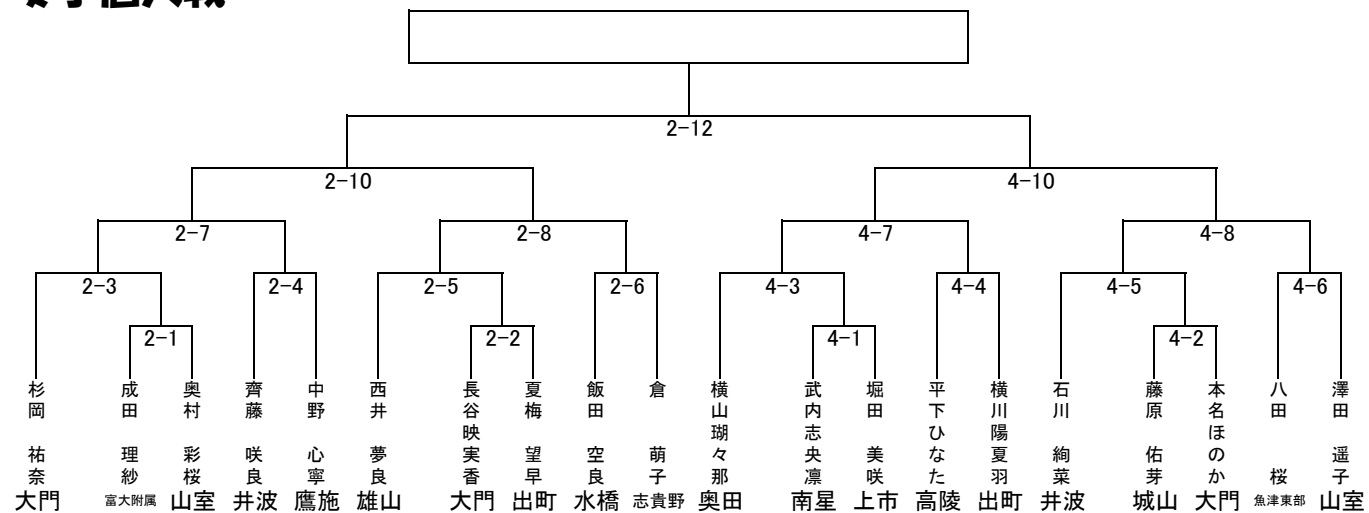 女子個人戦
2-12
2-10 4-10
2-7 2-8 4-7 4-8
2-3 2-4 2-5 2-6 4-3 4-4 4-5 4-6
2-1 2-2 4-1 4-2
杉岡 祐奈
成田 理紗
奥村 彩桜
齊藤 咲良
中野 心寧
西井 夢良
長谷映実香
夏梅 望早
飯田 空良
倉 萌子
横山瑚々那
武内志央凛
堀田 美咲
平下ひなた
横川陽夏羽
石川 絢菜
藤原 佑芽
本名ほのか
八田 桜
澤田 遥子
大門 富大附属 山室 井波 鷹施 雄山 大門 出町 水橋 志貴野 奥田 南星 上市 高陵 出町 井波 城山 大門 魚津東部 山室